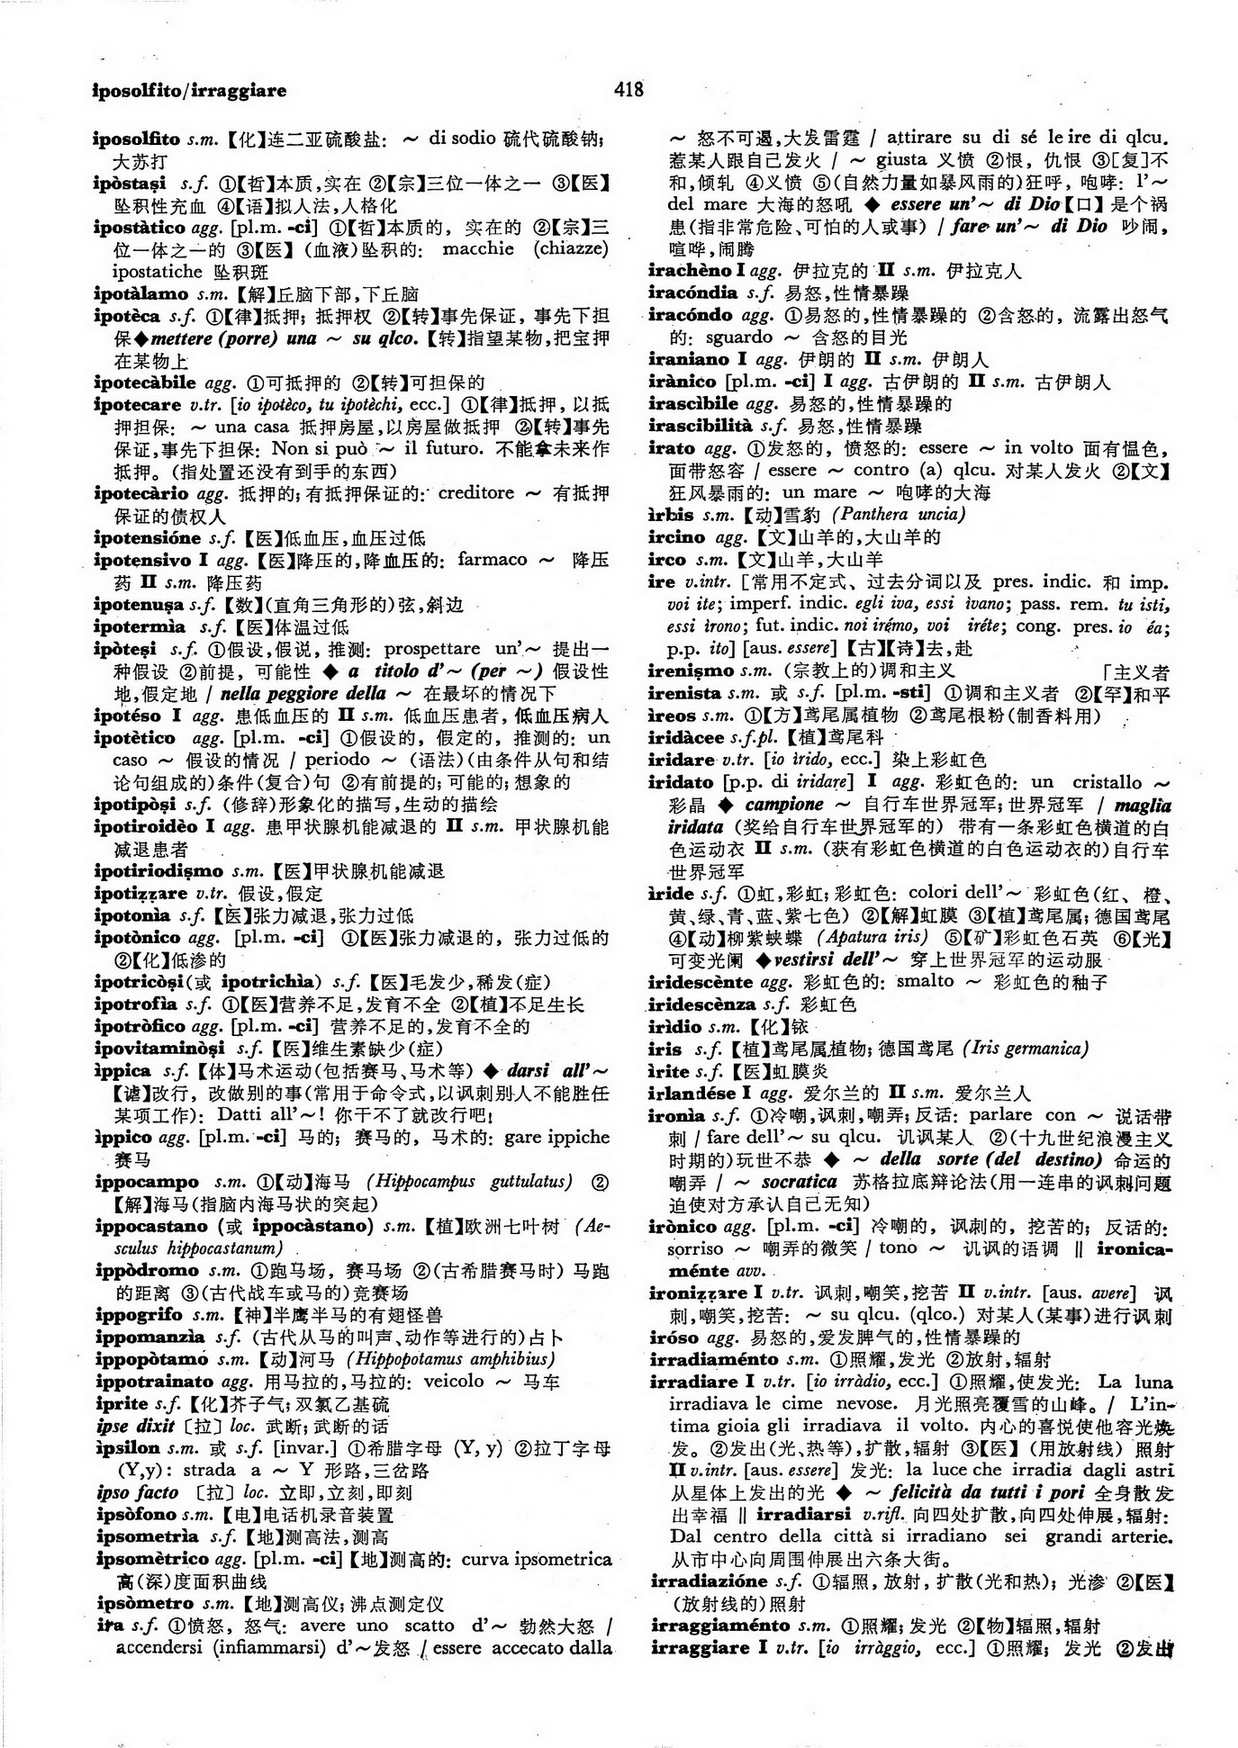 iposolfito/irraggiare
418
iposolfito s.m.【化】连二亚硫酸盐: ～ di sodio 硫代硫酸钠;
大苏打
ipòstaṣi s.f. ①【哲】本质,实在 ②【宗】三位一体之一 ③【医】
坠积性充血 ④【语】拟人法,人格化
ipostàtico agg. [pl.m. -ci] ①【哲】本质的, 实在的 ②【宗】三
位一体之一的 ③【医】(血液)坠积的: macchie (chiazze)
ipostatiche 坠积斑
ipotàlamo s.m.【解】丘脑下部,下丘脑
ipotèca s.f. ①【律】抵押; 抵押权 ②【转】事先保证, 事先下担
保◆mettere (porre) una ～ su qlco.【转】指望某物,把宝押
在某物上
ipotecàbile agg. ①可抵押的 ②【转】可担保的
ipotecare v.tr. [io ipotèco, tu ipotèchi, ecc.] ①【律】抵押, 以抵
押担保: ～ una casa 抵押房屋,以房屋做抵押 ②【转】事先
保证,事先下担保: Non si può ～ il futuro. 不能拿未来作
抵押。(指处置还没有到手的东西)
ipotecàrio agg. 抵押的;有抵押保证的: creditore ～ 有抵押
保证的债权人
ipotensióne s.f.【医】低血压,血压过低
ipotensivo I agg.【医】降压的,降血压的: farmaco ～ 降压
药 II s.m. 降压药
ipotenuṣa s.f.【数】(直角三角形的)弦,斜边
ipotermìa s.f.【医】体温过低
ipòteṣi s.f. ①假设,假说, 推测: prospettare un'～ 提出一
种假设 ②前提, 可能性 ◆ a titolo d'～ (per ～) 假设性
地,假定地 / nella peggiore della ～ 在最坏的情况下
ipotéso I agg. 患低血压的 II s.m. 低血压患者, 低血压病人
ipotètico agg. [pl.m. -ci] ①假设的, 假定的, 推测的: un
caso ～ 假设的情况 / periodo ～ (语法)(由条件从句和结
论句组成的)条件(复合)句 ②有前提的;可能的;想象的
ipotipòṣi s.f. (修辞)形象化的描写,生动的描绘
ipotiroidèo I agg. 患甲状腺机能减退的 II s.m. 甲状腺机能
减退患者
ipotiriodiṣmo s.m.【医】甲状腺机能减退
ipotiẓẓare v.tr. 假设,假定
ipotonìa s.f.【医】张力减退,张力过低
ipotònico agg. [pl.m. -ci] ①【医】张力减退的, 张力过低的
②【化】低渗的
ipotricòṣi(或 ipotrichìa) s.f.【医】毛发少,稀发(症)
ipotrofìa s.f. ①【医】营养不足,发育不全 ②【植】不足生长
ipotròfico agg. [pl.m. -ci] 营养不足的,发育不全的
ipovitaminòṣi s.f.【医】维生素缺少(症)
ìppica s.f.【体】马术运动(包括赛马、马术等) ◆ darsi all'～
【谑】改行, 改做别的事(常用于命令式,以讽刺别人不能胜任
某项工作): Datti all'～! 你干不了就改行吧!
ìppico agg. [pl.m. -ci] 马的; 赛马的, 马术的: gare ippiche
赛马
ippocampo s.m. ①【动】海马 (Hippocampus guttulatus) ②
【解】海马(指脑内海马状的突起)
ippocastano (或 ippocàstano) s.m.【植】欧洲七叶树 (Ae-
sculus hippocastanum)
ippòdromo s.m. ①跑马场, 赛马场 ②(古希腊赛马时) 马跑
的距离 ③(古代战车或马的)竞赛场
ippogrifo s.m.【神】半鹰半马的有翅怪兽
ippomanzìa s.f. (古代从马的叫声、动作等进行的)占卜
ippopòtamo s.m.【动】河马 (Hippopotamus amphibius)
ippotrainato agg. 用马拉的,马拉的: veicolo ～ 马车
iprite s.f.【化】芥子气;双氯乙基硫
ipse dixit〔拉〕loc. 武断;武断的话
ìpsilon s.m. 或 s.f. [invar.] ①希腊字母 (Y, y) ②拉丁字母
(Y,y): strada a ～ Y 形路,三岔路
ipso facto〔拉〕loc. 立即,立刻,即刻
ipsòfono s.m.【电】电话机录音装置
ipsometrìa s.f.【地】测高法,测高
ipsomètrico agg. [pl.m. -ci]【地】测高的: curva ipsometrica
高(深)度面积曲线
ipsòmetro s.m.【地】测高仪;沸点测定仪
ira s.f. ①愤怒, 怒气: avere uno scatto d'～ 勃然大怒 /
accendersi (infiammarsi) d'～发怒 / essere accecato dalla
～ 怒不可遏,大发雷霆 / attirare su di sé le ire di qlcu.
惹某人跟自己发火 / ～ giusta 义愤 ②恨, 仇恨 ③[复]不
和,倾轧 ④义愤 ⑤(自然力量如暴风雨的)狂呼, 咆哮: l'～
del mare 大海的怒吼 ◆ essere un'～ di Dio【口】是个祸
患(指非常危险、可怕的人或事) / fare un'～ di Dio 吵闹,
喧哗,闹腾
irachèno I agg. 伊拉克的 II s.m. 伊拉克人
iracóndia s.f. 易怒,性情暴躁
iracóndo agg. ①易怒的,性情暴躁的 ②含怒的, 流露出怒气
的: sguardo ～ 含怒的目光
iraniano I agg. 伊朗的 II s.m. 伊朗人
irànico [pl.m. -ci] I agg. 古伊朗的 II s.m. 古伊朗人
irascìbile agg. 易怒的,性情暴躁的
irascibilità s.f. 易怒,性情暴躁
irato agg. ①发怒的, 愤怒的: essere ～ in volto 面有愠色,
面带怒容 / essere ～ contro (a) qlcu. 对某人发火 ②【文】
狂风暴雨的: un mare ～ 咆哮的大海
ìrbis s.m.【动】雪豹 (Panthera uncia)
ircino agg.【文】山羊的,大山羊的
irco s.m.【文】山羊,大山羊
ire v.intr. [常用不定式、过去分词以及 pres. indic. 和 imp.
voi ite; imperf. indic. egli iva, essi ìvano; pass. rem. tu isti,
essi ìrono; fut. indic. noi irémo, voi iréte; cong. pres. io éa;
p.p. ito] [aus. essere]【古】【诗】去,赴
ireniṣmo s.m. (宗教上的)调和主义 「主义者
irenista s.m. 或 s.f. [pl.m. -sti] ①调和主义者 ②【罕】和平
ìreos s.m. ①【方】鸢尾属植物 ②鸢尾根粉(制香料用)
iridàcee s.f.pl.【植】鸢尾科
iridare v.tr. [io ìrido, ecc.] 染上彩虹色
iridato [p.p. di iridare] I agg. 彩虹色的: un cristallo ～
彩晶 ◆ campione ～ 自行车世界冠军;世界冠军 / maglia
iridata (奖给自行车世界冠军的) 带有一条彩虹色横道的白
色运动衣 II s.m. (获有彩虹色横道的白色运动衣的)自行车
世界冠军
ìride s.f. ①虹,彩虹;彩虹色: colori dell'～ 彩虹色(红、橙、
黄、绿、青、蓝、紫七色) ②【解】虹膜 ③【植】鸢尾属;德国鸢尾
④【动】柳紫蛱蝶 (Apatura iris) ⑤【矿】彩虹色石英 ⑥【光】
可变光阑 ◆vestirsi dell'～ 穿上世界冠军的运动服
iridescènte agg. 彩虹色的: smalto ～ 彩虹色的釉子
iridescènza s.f. 彩虹色
irìdio s.m.【化】铱
iris s.f.【植】鸢尾属植物;德国鸢尾 (Iris germanica)
ìrite s.f.【医】虹膜炎
irlandése I agg. 爱尔兰的 II s.m. 爱尔兰人
ironìa s.f. ①冷嘲,讽刺,嘲弄;反话: parlare con ～ 说话带
刺 / fare dell'～ su qlcu. 讥讽某人 ②(十九世纪浪漫主义
时期的)玩世不恭 ◆ ～ della sorte (del destino) 命运的
嘲弄 / ～ socratica 苏格拉底辩论法(用一连串的讽刺问题
迫使对方承认自己无知)
irònico agg. [pl.m. -ci] 冷嘲的, 讽刺的, 挖苦的; 反话的:
sorriso ～ 嘲弄的微笑 / tono ～ 讥讽的语调 ‖ ironica-
ménte avv.
ironiẓẓare I v.tr. 讽刺,嘲笑,挖苦 II v.intr. [aus. avere] 讽
刺,嘲笑,挖苦: ～ su qlcu. (qlco.) 对某人(某事)进行讽刺
iróso agg. 易怒的,爱发脾气的,性情暴躁的
irradiaménto s.m. ①照耀,发光 ②放射,辐射
irradiare I v.tr. [io irràdio, ecc.] ①照耀,使发光: La luna
irradiava le cime nevose. 月光照亮覆雪的山峰。/ L'in-
tima gioia gli irradiava il volto. 内心的喜悦使他容光焕
发。②发出(光、热等),扩散,辐射 ③【医】(用放射线) 照射
II v.intr. [aus. essere] 发光: la luce che irradia dagli astri
从星体上发出的光 ◆ ～ felicità da tutti i pori 全身散发
出幸福 ‖ irradiarsi v.rifl. 向四处扩散,向四处伸展,辐射:
Dal centro della città si irradiano sei grandi arterie.
从市中心向周围伸展出六条大街。
irradiazióne s.f. ①辐照, 放射, 扩散(光和热); 光渗 ②【医】
(放射线的)照射
irraggiaménto s.m. ①照耀;发光 ②【物】辐照,辐射
irraggiare I v.tr. [io irràggio, ecc.] ①照耀; 发光 ②发出